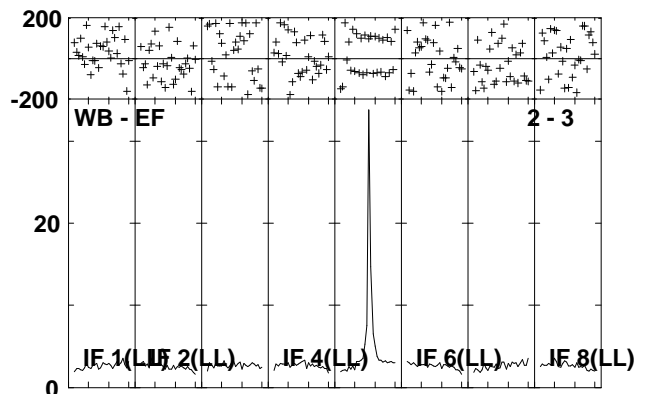 200
-200
WB - EF 2 - 3
20
IF 1(LL) IF 2(LL) IF 4(LL) IF 6(LL) IF 8(LL)
0